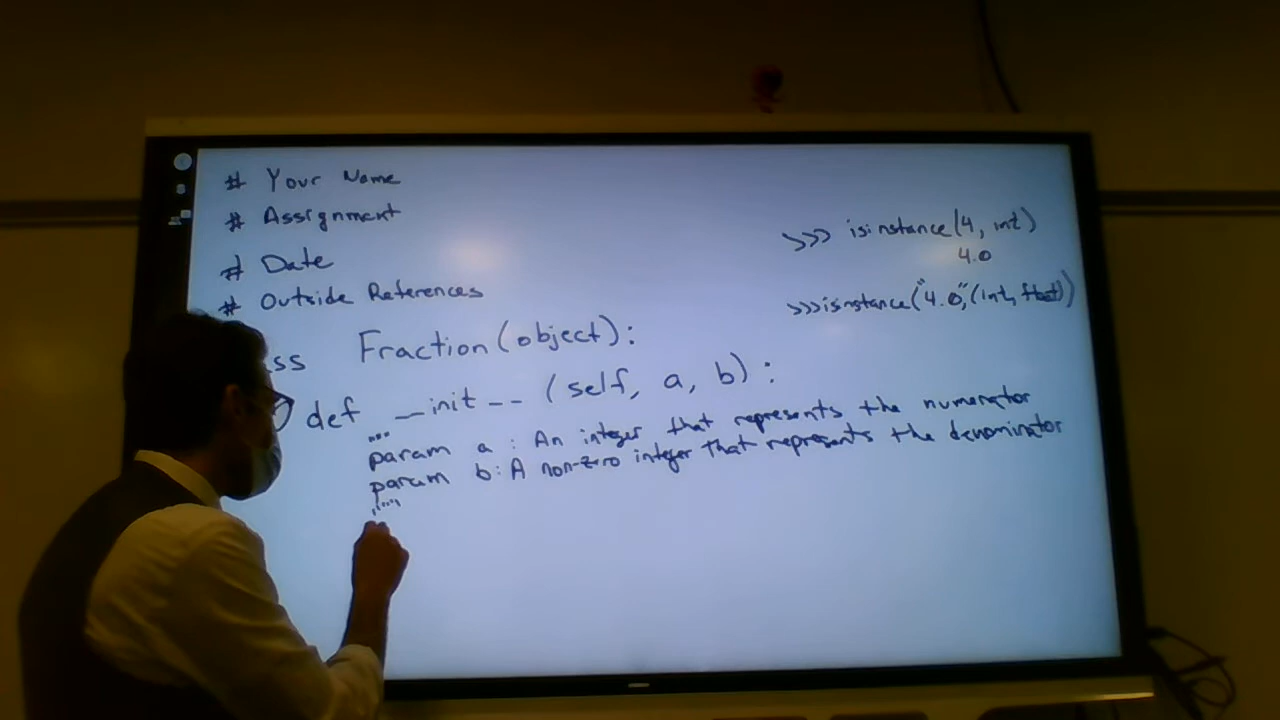 # Your Name
# Assignment
# Date
# Outside References
>>> isinstance(4, int)
4.0
>>>isinstance("4.0",(int, float))
ss Fraction(object):
def __init__ (self, a, b):
"""
param a : An integer that represents the numerator
param b: A non-zero integer that represents the denominator
"""